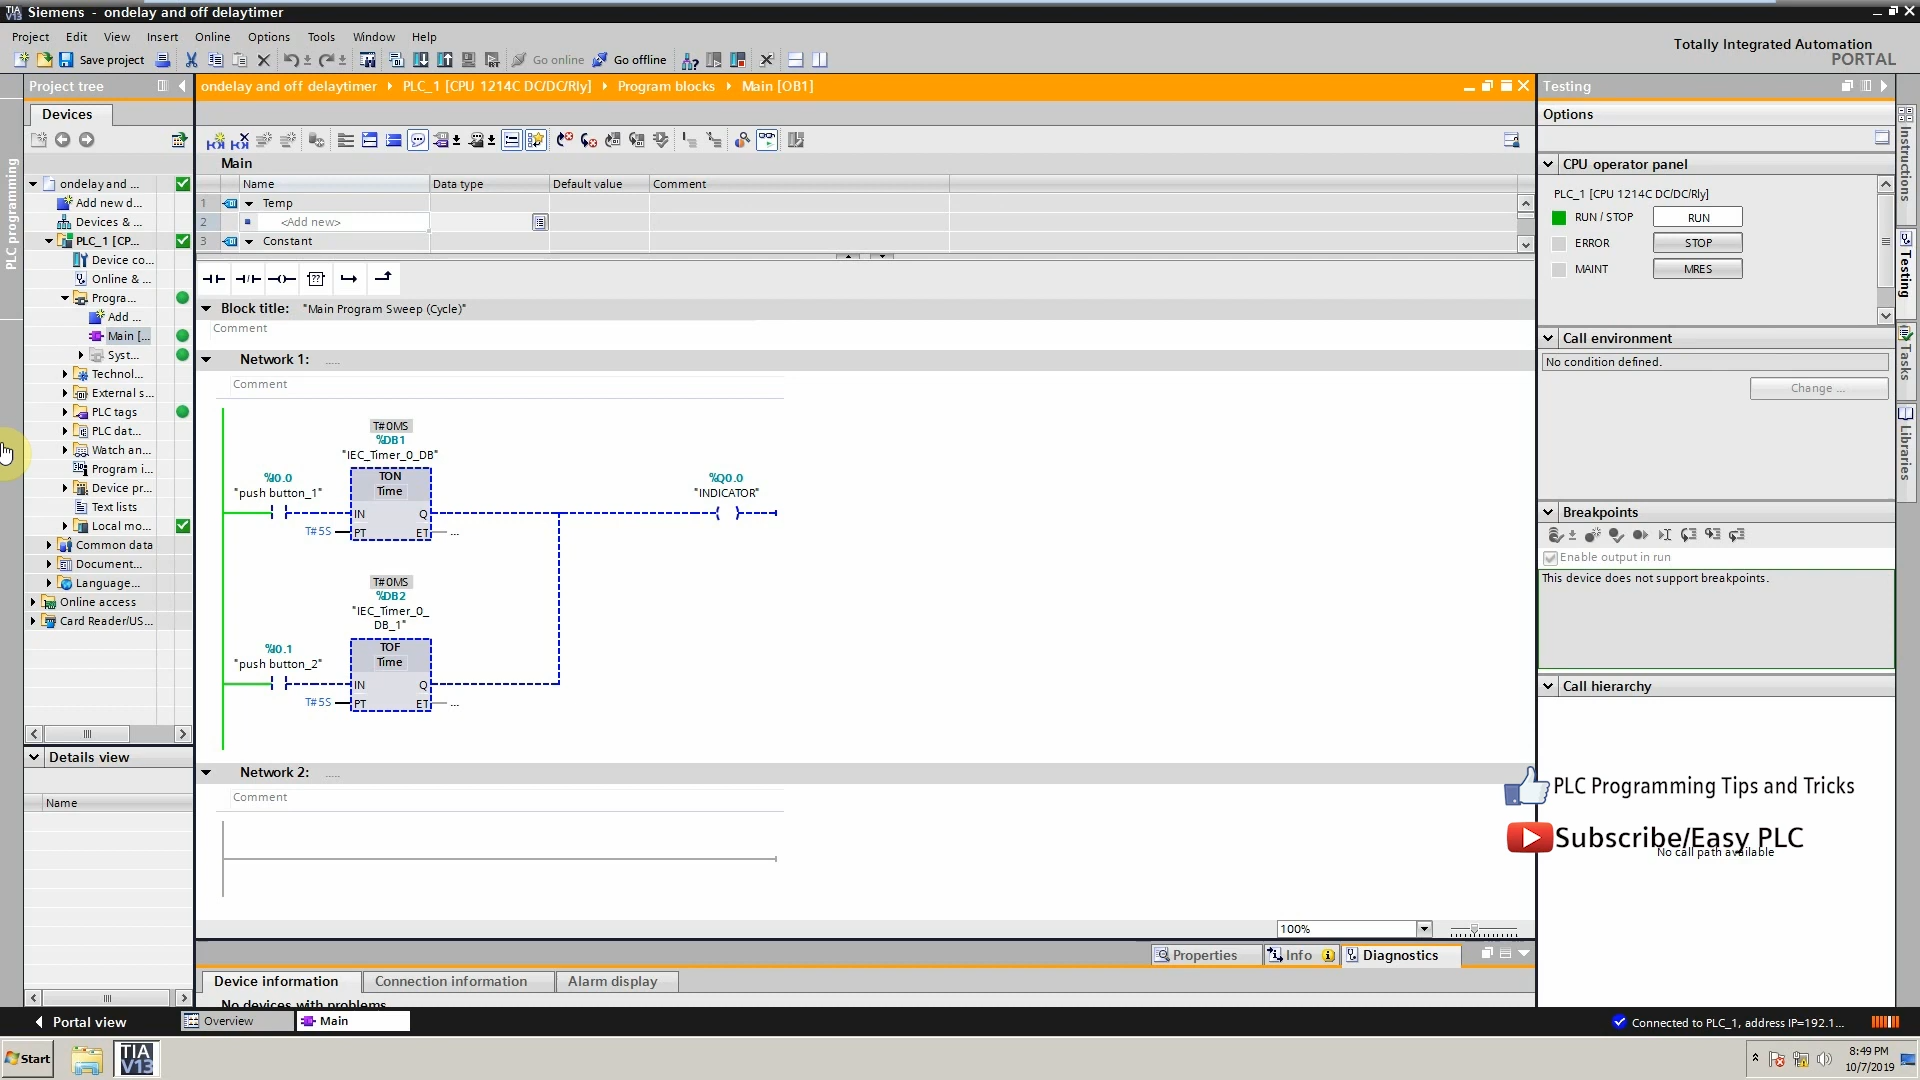 Siemens - ondelay and off delaytimer
Project Edit View Insert Online Options Tools Window Help
Totally Integrated Automation
PORTAL
Save project Go online Go offline
Project tree
ondelay and off delaytimer PLC_1 [CPU 1214C DC/DC/Rly] Program blocks Main [OB1]
Testing
Devices
Options
PLC programming
Main
Name Data type Default value Comment
1 Temp
2 <Add new>
3 Constant
ondelay and ...
Add new d...
Devices & ...
PLC_1 [CP...
Device co...
Online & ...
Progra...
Add ...
Main [...
Syst...
Technol...
External s...
PLC tags
PLC dat...
Watch an...
Program i...
Device pr...
Text lists
Local mo...
Common data
Document...
Language...
Online access
Card Reader/US...
Details view
Name
Block title: "Main Program Sweep (Cycle)"
Comment
Network 1: .....
Comment
T#0MS
%DB1
"IEC_Timer_0_DB"
%I0.0
"push button_1"
TON
Time
IN Q
T#5S PT ET ...
%Q0.0
"INDICATOR"
T#0MS
%DB2
"IEC_Timer_0_
DB_1"
%I0.1
"push button_2"
TOF
Time
IN Q
T#5S PT ET ...
Network 2: .....
Comment
100%
Properties Info Diagnostics
Device information Connection information Alarm display
No devices with problems
CPU operator panel
PLC_1 [CPU 1214C DC/DC/Rly]
RUN / STOP RUN
ERROR STOP
MAINT MRES
Call environment
No condition defined.
Change ...
Breakpoints
Enable output in run
This device does not support breakpoints.
Call hierarchy
PLC Programming Tips and Tricks
Subscribe/Easy PLC
No call path available
Instructions
Testing
Tasks
Libraries
Portal view Overview Main
Connected to PLC_1, address IP=192.1...
Start
TIA
V13
8:49 PM
10/7/2019